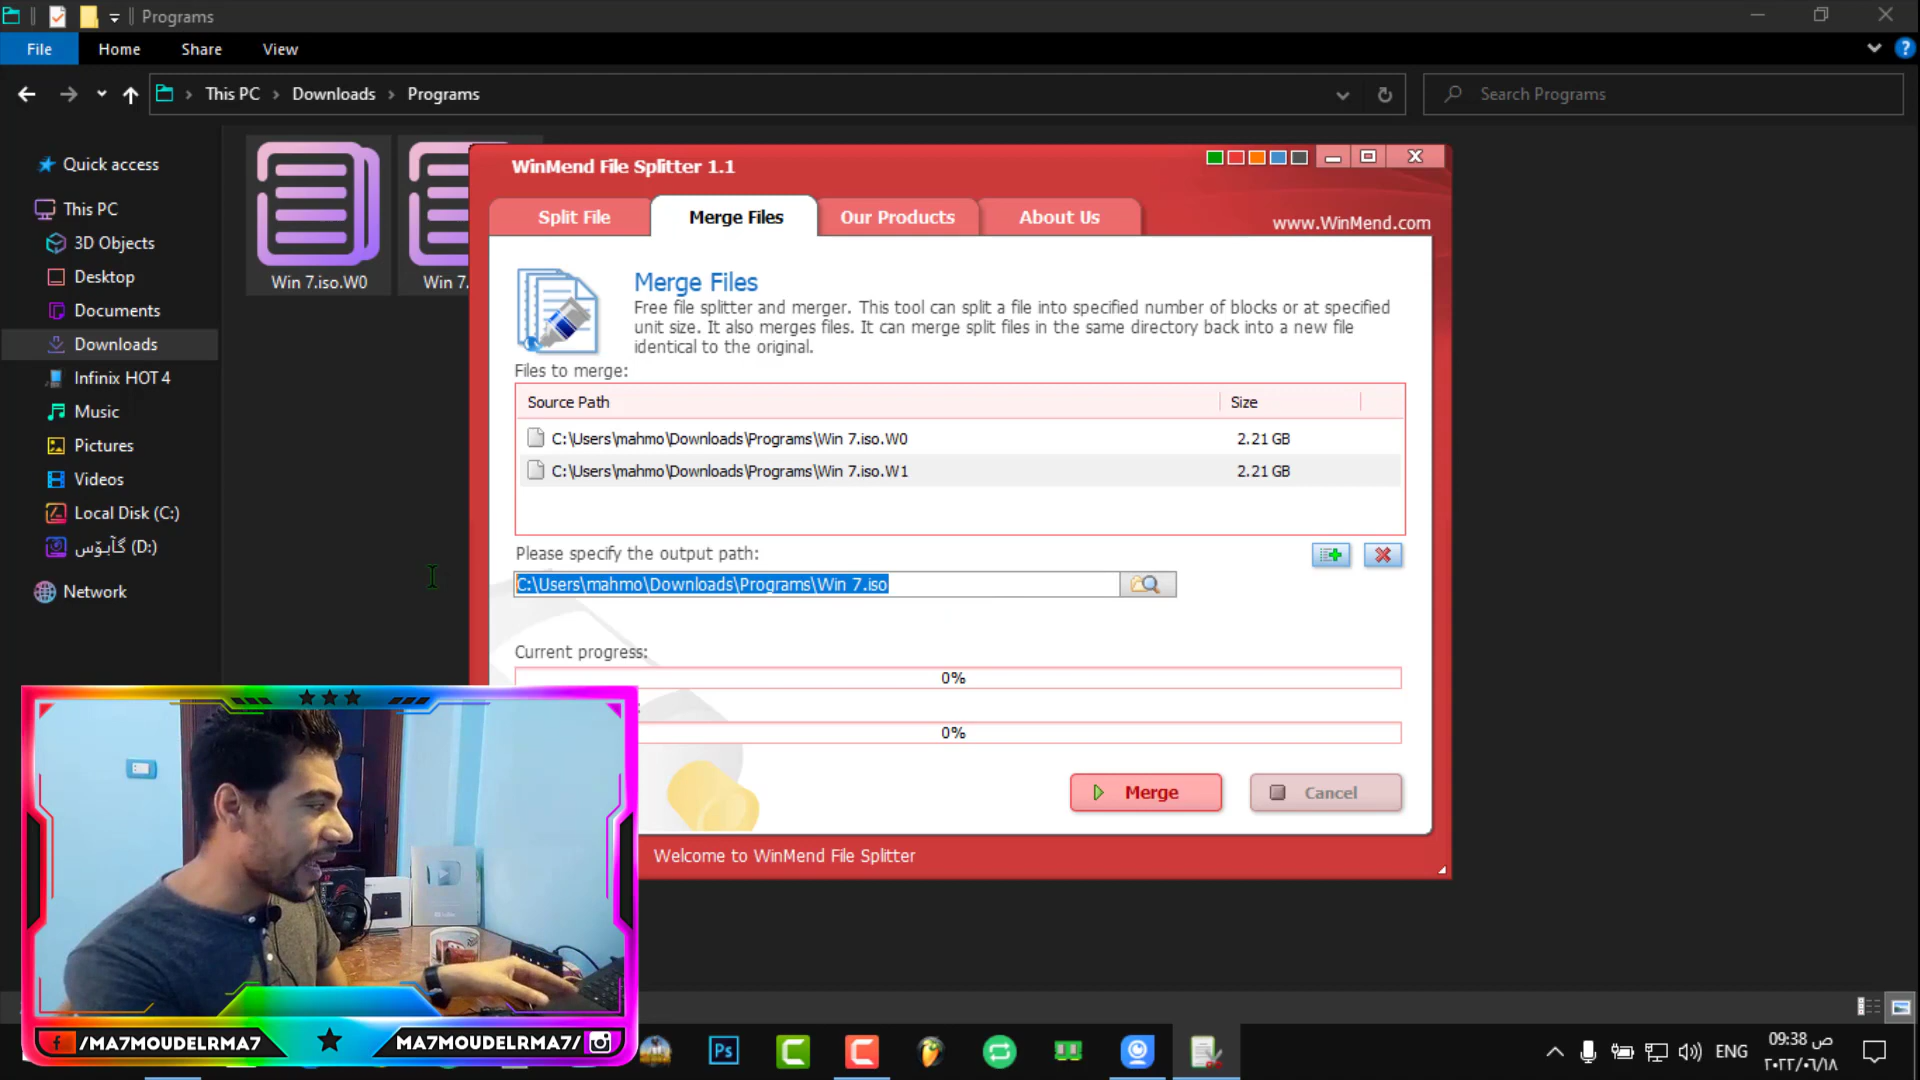 Programs
File Home Share View
This PC Downloads Programs
Search Programs
Quick access
This PC
3D Objects
Desktop
Documents
Downloads
Infinix HOT 4
Music
Pictures
Videos
Local Disk (C:)
گآبـۆس (D:)
Network
Win 7.iso.W0
Win 7.
WinMend File Splitter 1.1
Split File Merge Files Our Products About Us
www.WinMend.com
Merge Files
Free file splitter and merger. This tool can split a file into specified number of blocks or at specified
unit size. It also merges files. It can merge split files in the same directory back into a new file
identical to the original.
Files to merge:
Source Path Size
C:\Users\mahmo\Downloads\Programs\Win 7.iso.W0 2.21 GB
C:\Users\mahmo\Downloads\Programs\Win 7.iso.W1 2.21 GB
Please specify the output path:
C:\Users\mahmo\Downloads\Programs\Win 7.iso
Current progress:
0%
0%
Merge Cancel
Welcome to WinMend File Splitter
/MA7MOUDELRMA7 MA7MOUDELRMA7/
Ps
ENG
09:38 ص
٢٠٢٢/٠٦/١٨